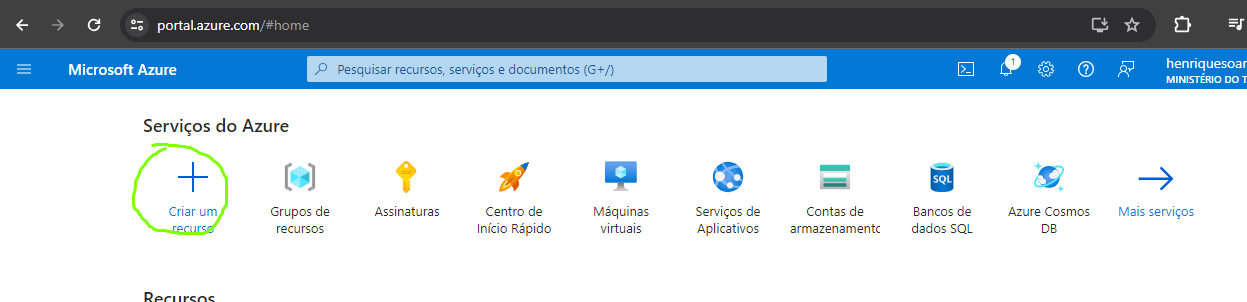 portal.azure.com/#home
Microsoft Azure
Pesquisar recursos, serviços e documentos (G+/)
1
henriquesoar
MINISTÉRIO DO T
Serviços do Azure
Criar um
recurso
Grupos de
recursos
Assinaturas
Centro de
Início Rápido
Máquinas
virtuais
Serviços de
Aplicativos
Contas de
armazenamento
SQL
Bancos de
dados SQL
Azure Cosmos
DB
Mais serviços
Recursos